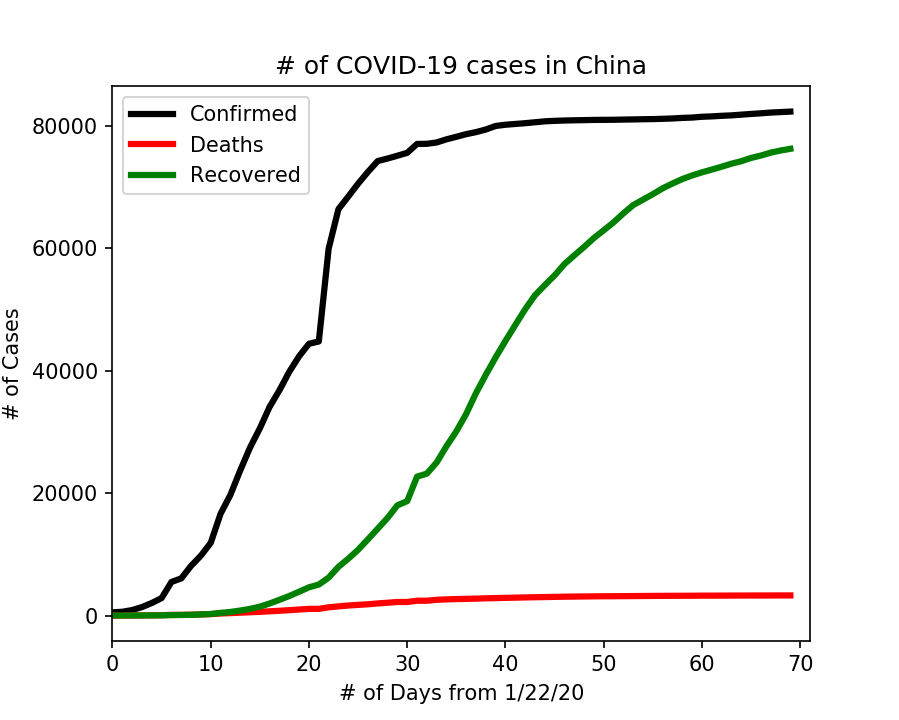 # of COVID-19 cases in China
Confirmed
Deaths
Recovered
80000
60000
40000
20000
0
# of Cases
0 10 20 30 40 50 60 70
# of Days from 1/22/20